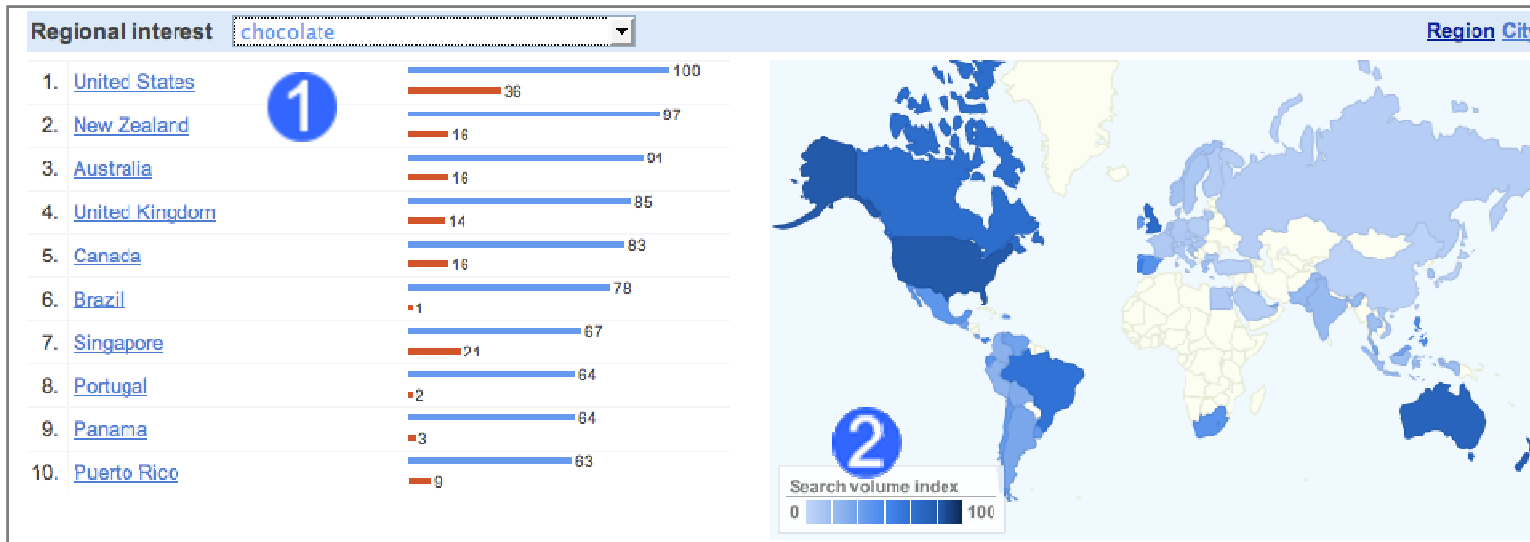 Regional interest chocolate Region City
1. United States 100
36
2. New Zealand 97
16
3. Australia 91
16
4. United Kingdom 85
14
5. Canada 83
16
6. Brazil 78
1
7. Singapore 67
21
8. Portugal 64
2
9. Panama 64
3
10. Puerto Rico 63
9
1
2
Search volume index
0 100